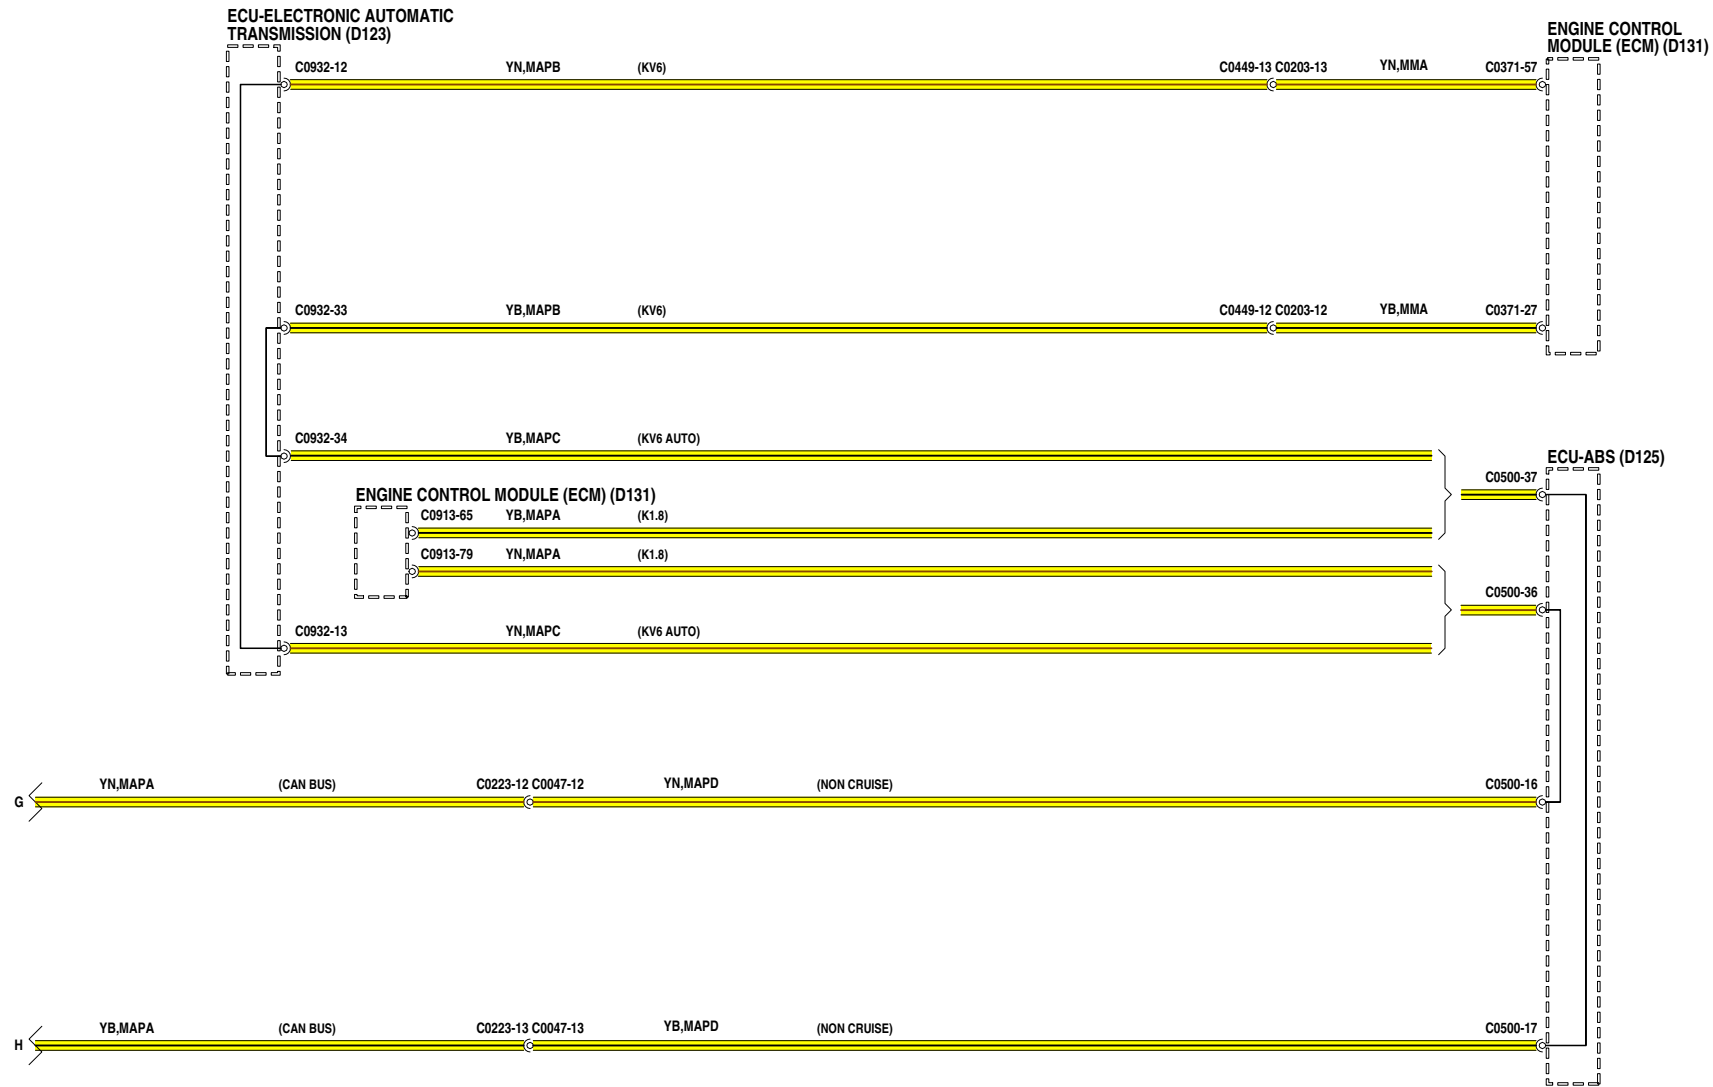 ECU-ELECTRONIC AUTOMATIC
TRANSMISSION (D123)
ENGINE CONTROL
MODULE (ECM) (D131)
C0932-12 YN,MAPB (KV6) C0449-13 C0203-13 YN,MMA C0371-57
C0932-33 YB,MAPB (KV6) C0449-12 C0203-12 YB,MMA C0371-27
C0932-34 YB,MAPC (KV6 AUTO)
ECU-ABS (D125)
C0500-37
ENGINE CONTROL MODULE (ECM) (D131)
C0913-65 YB,MAPA (K1.8)
C0913-79 YN,MAPA (K1.8)
C0500-36
C0932-13 YN,MAPC (KV6 AUTO)
YN,MAPA (CAN BUS) C0223-12 C0047-12 YN,MAPD (NON CRUISE) C0500-16
G
YB,MAPA (CAN BUS) C0223-13 C0047-13 YB,MAPD (NON CRUISE) C0500-17
H